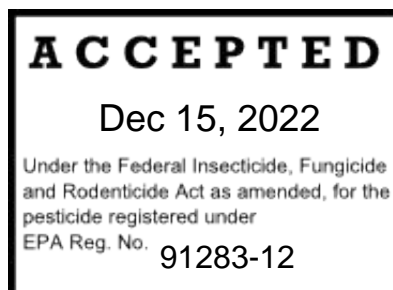 ACCEPTED
Dec 15, 2022
Under the Federal Insecticide, Fungicide
and Rodenticide Act as amended, for the
pesticide registered under
EPA Reg. No. 91283-12